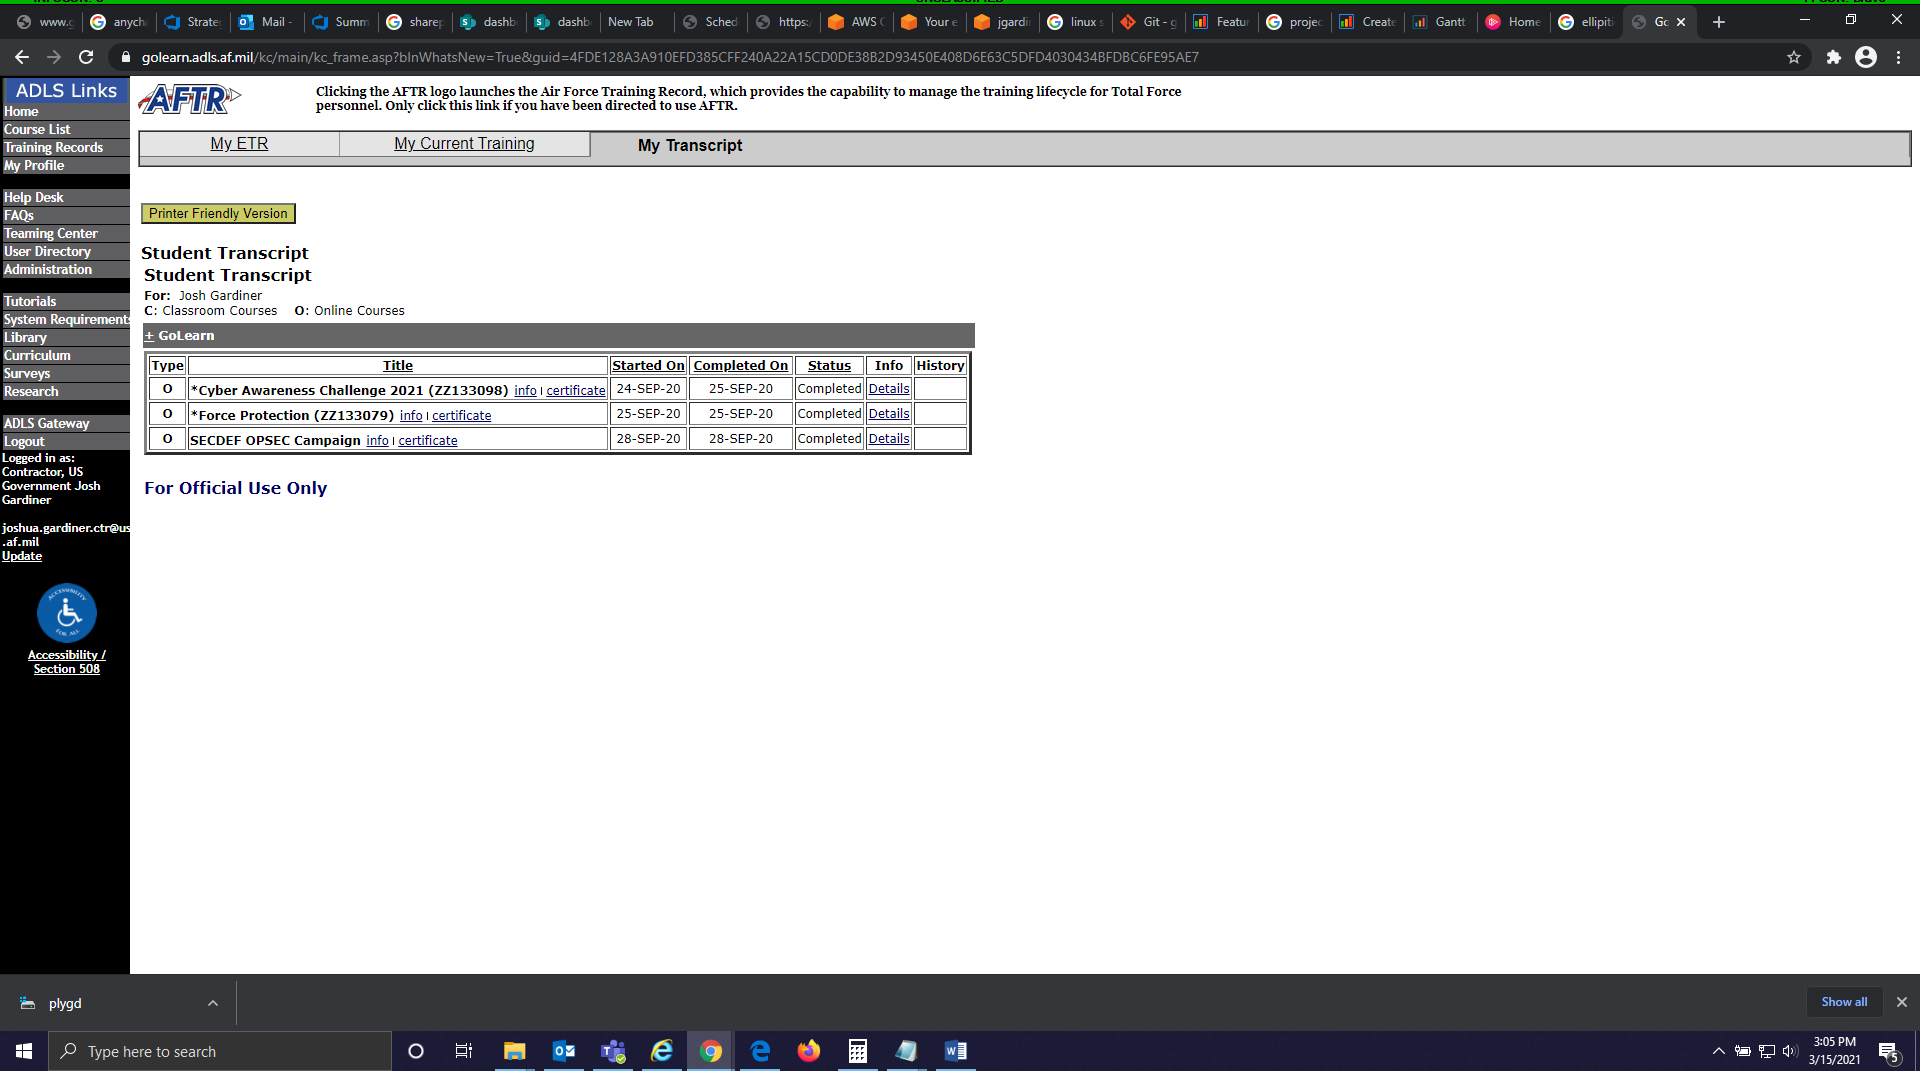 UNCLASSIFIED
www.g
anycha
Strate
Mail -
Summ
sharep
dashb
dashb
New Tab
Sched
https:
AWS C
Your e
jgardir
linux s
Git - g
Featur
projec
Create
Gantt
Home
ellipiti
Go
golearn.adls.af.mil/kc/main/kc_frame.asp?blnWhatsNew=True&guid=4FDE128A3A910EFD385CFF240A22A15CD0DE38B2D93450E408D6E63C5DFD4030434BFDBC6FE95AE7
ADLS Links
Home
Course List
Training Records
My Profile
Help Desk
FAQs
Teaming Center
User Directory
Administration
Tutorials
System Requirements
Library
Curriculum
Surveys
Research
ADLS Gateway
Logout
Logged in as:
Contractor, US
Government Josh
Gardiner
joshua.gardiner.ctr@us
.af.mil
Update
ACCESSIBILITY
FOR ALL
Accessibility /
Section 508
AFTR
Clicking the AFTR logo launches the Air Force Training Record, which provides the capability to manage the training lifecycle for Total Force
personnel. Only click this link if you have been directed to use AFTR.
My ETR My Current Training My Transcript
Printer Friendly Version
Student Transcript
Student Transcript
For: Josh Gardiner
C: Classroom Courses O: Online Courses
+ GoLearn
Type Title Started On Completed On Status Info History
O *Cyber Awareness Challenge 2021 (ZZ133098) info | certificate 24-SEP-20 25-SEP-20 Completed Details
O *Force Protection (ZZ133079) info | certificate 25-SEP-20 25-SEP-20 Completed Details
O SECDEF OPSEC Campaign info | certificate 28-SEP-20 28-SEP-20 Completed Details
For Official Use Only
plygd
Show all
Type here to search
3:05 PM
3/15/2021
5